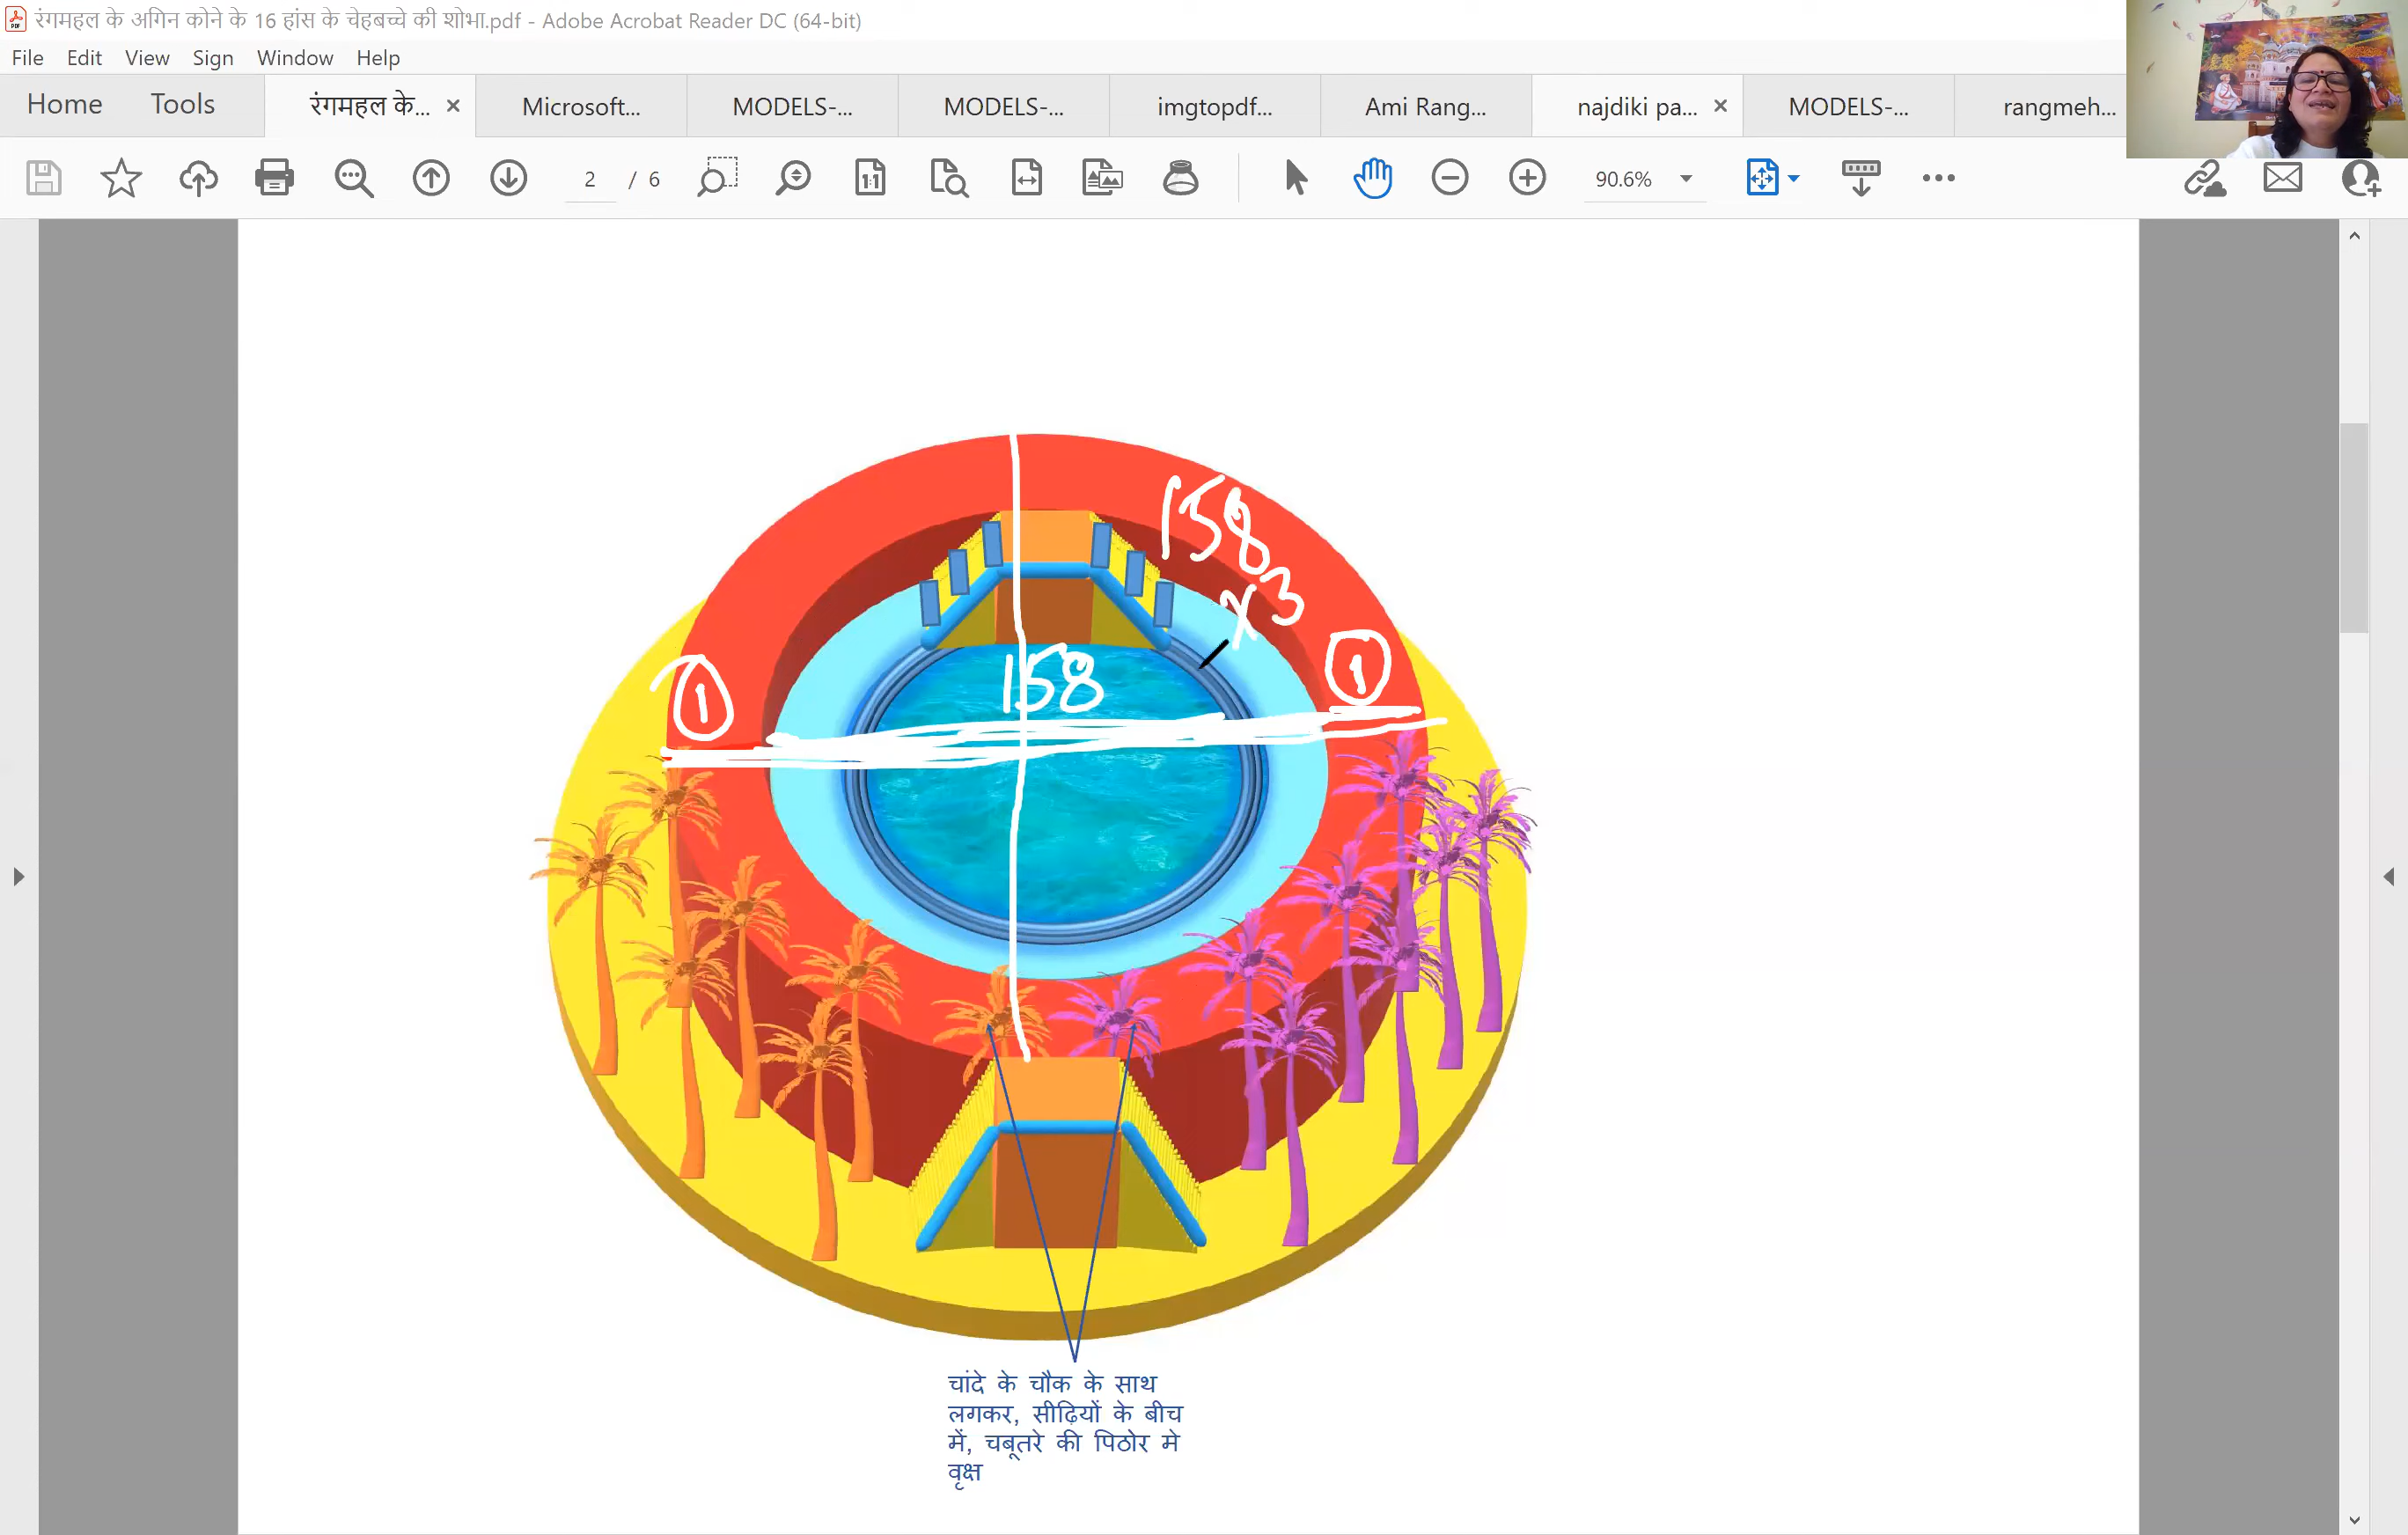 रंगमहल के अगिन कोने के 16 हांस के चेहबच्चे की शोभा.pdf - Adobe Acrobat Reader DC (64-bit)
File Edit View Sign Window Help
Home Tools रंगमहल के... × Microsoft... MODELS-... MODELS-... imgtopdf... Ami Rang... najdiki pa... × MODELS-... rangmeh...
2 / 6 90.6%
158
x3
1 158 1
चांदे के चौक के साथ
लगकर, सीढ़ियों के बीच
में, चबूतरे की पिठोर मे
वृक्ष